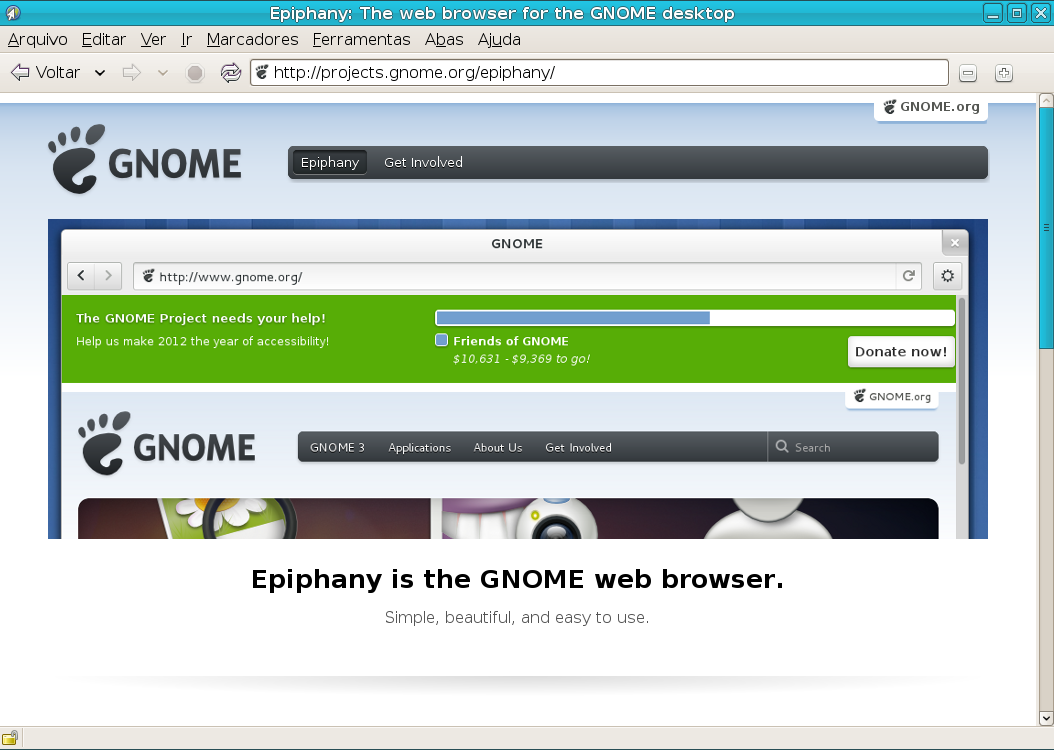 Epiphany: The web browser for the GNOME desktop
Arquivo Editar Ver Ir Marcadores Ferramentas Abas Ajuda
Voltar http://projects.gnome.org/epiphany/
GNOME.org
GNOME Epiphany Get Involved
GNOME
http://www.gnome.org/
The GNOME Project needs your help!
Help us make 2012 the year of accessibility!
Friends of GNOME
$10,631 - $9,369 to go!
Donate now!
GNOME.org
GNOME GNOME 3 Applications About Us Get Involved Search
Epiphany is the GNOME web browser.
Simple, beautiful, and easy to use.